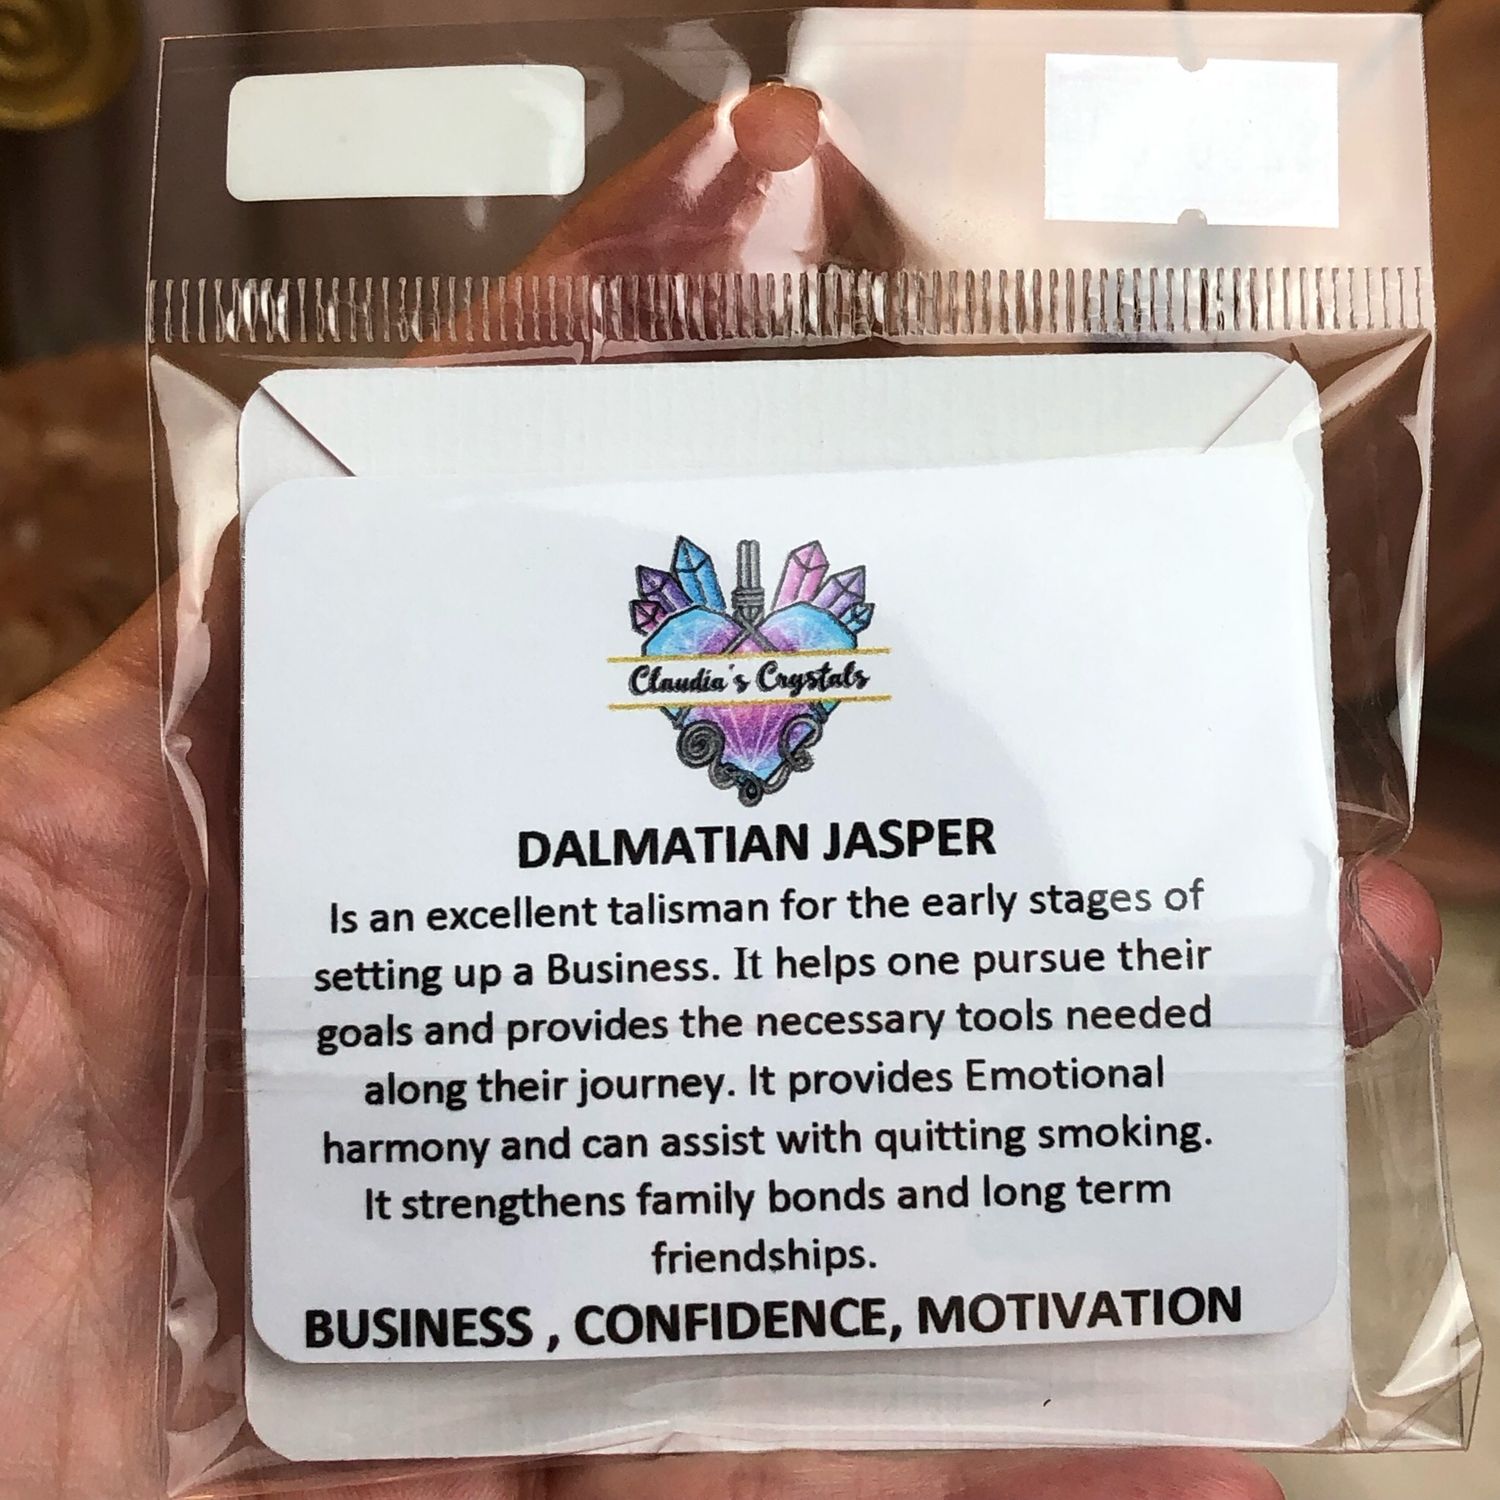 Claudia's Crystals
DALMATIAN JASPER
Is an excellent talisman for the early stages of
setting up a Business. It helps one pursue their
goals and provides the necessary tools needed
along their journey. It provides Emotional
harmony and can assist with quitting smoking.
It strengthens family bonds and long term
friendships.
BUSINESS , CONFIDENCE, MOTIVATION